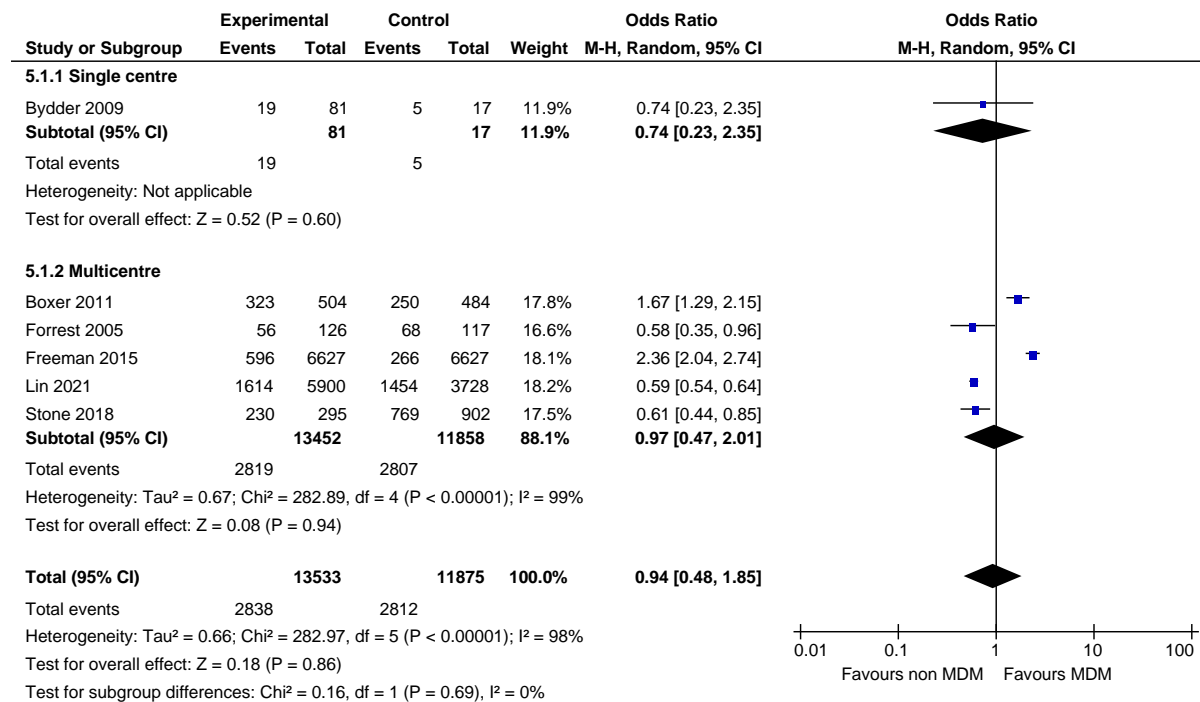 Experimental Control Odds Ratio Odds Ratio
Study or Subgroup Events Total Events Total Weight M-H, Random, 95% CI M-H, Random, 95% CI
5.1.1 Single centre
Bydder 2009 19 81 5 17 11.9% 0.74 [0.23, 2.35]
Subtotal (95% CI) 81 17 11.9% 0.74 [0.23, 2.35]
Total events 19 5
Heterogeneity: Not applicable
Test for overall effect: Z = 0.52 (P = 0.60)
5.1.2 Multicentre
Boxer 2011 323 504 250 484 17.8% 1.67 [1.29, 2.15]
Forrest 2005 56 126 68 117 16.6% 0.58 [0.35, 0.96]
Freeman 2015 596 6627 266 6627 18.1% 2.36 [2.04, 2.74]
Lin 2021 1614 5900 1454 3728 18.2% 0.59 [0.54, 0.64]
Stone 2018 230 295 769 902 17.5% 0.61 [0.44, 0.85]
Subtotal (95% CI) 13452 11858 88.1% 0.97 [0.47, 2.01]
Total events 2819 2807
Heterogeneity: Tau² = 0.67; Chi² = 282.89, df = 4 (P < 0.00001); I² = 99%
Test for overall effect: Z = 0.08 (P = 0.94)
Total (95% CI) 13533 11875 100.0% 0.94 [0.48, 1.85]
Total events 2838 2812
Heterogeneity: Tau² = 0.66; Chi² = 282.97, df = 5 (P < 0.00001); I² = 98%
Test for overall effect: Z = 0.18 (P = 0.86)
Test for subgroup differences: Chi² = 0.16, df = 1 (P = 0.69), I² = 0%
0.01 0.1 1 10 100
Favours non MDM Favours MDM